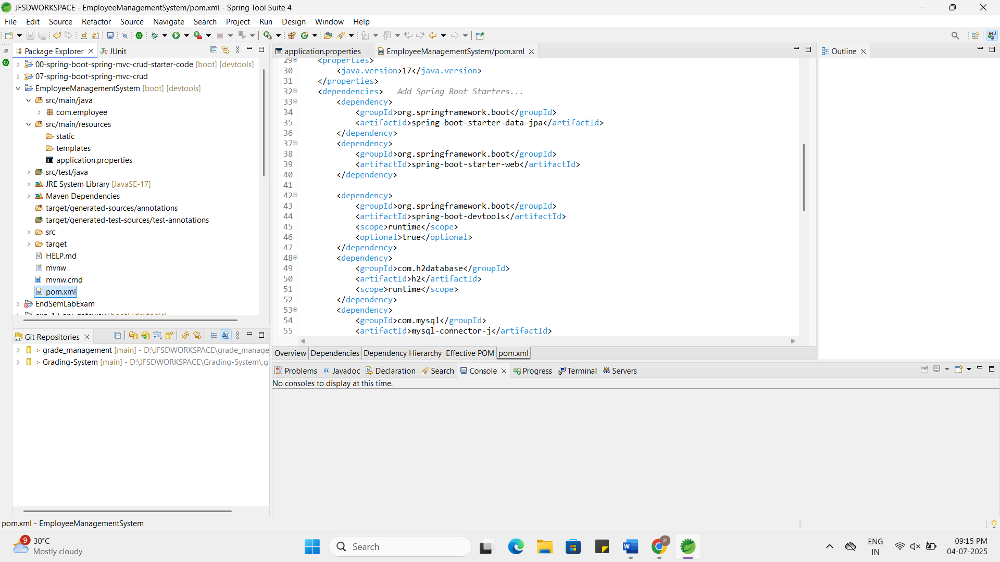 JFSDWORKSPACE - EmployeeManagementSystem/pom.xml - Spring Tool Suite 4
File Edit Source Refactor Source Navigate Search Project Run Design Window Help
Package Explorer JUnit
00-spring-boot-spring-mvc-crud-starter-code [boot] [devtools]
07-spring-boot-spring-mvc-crud
EmployeeManagementSystem [boot] [devtools]
src/main/java
com.employee
src/main/resources
static
templates
application.properties
src/test/java
JRE System Library [JavaSE-17]
Maven Dependencies
target/generated-sources/annotations
target/generated-test-sources/test-annotations
src
target
HELP.md
mvnw
mvnw.cmd
pom.xml
EndSemLabExam
Git Repositories
> grade_management [main] - D:\JFSDWORKSPACE\grade_manage
> Grading-System [main] - D:\JFSDWORKSPACE\Grading-System\.gi
application.properties EmployeeManagementSystem/pom.xml
29 <properties>
30 <java.version>17</java.version>
31 </properties>
32 <dependencies> Add Spring Boot Starters...
33 <dependency>
34 <groupId>org.springframework.boot</groupId>
35 <artifactId>spring-boot-starter-data-jpa</artifactId>
36 </dependency>
37 <dependency>
38 <groupId>org.springframework.boot</groupId>
39 <artifactId>spring-boot-starter-web</artifactId>
40 </dependency>
41
42 <dependency>
43 <groupId>org.springframework.boot</groupId>
44 <artifactId>spring-boot-devtools</artifactId>
45 <scope>runtime</scope>
46 <optional>true</optional>
47 </dependency>
48 <dependency>
49 <groupId>com.h2database</groupId>
50 <artifactId>h2</artifactId>
51 <scope>runtime</scope>
52 </dependency>
53 <dependency>
54 <groupId>com.mysql</groupId>
55 <artifactId>mysql-connector-j</artifactId>
Overview Dependencies Dependency Hierarchy Effective POM pom.xml
Outline
Problems Javadoc Declaration Search Console Progress Terminal Servers
No consoles to display at this time.
pom.xml - EmployeeManagementSystem
9
30°C
Mostly cloudy
Search
P
ENG
IN
09:15 PM
04-07-2025